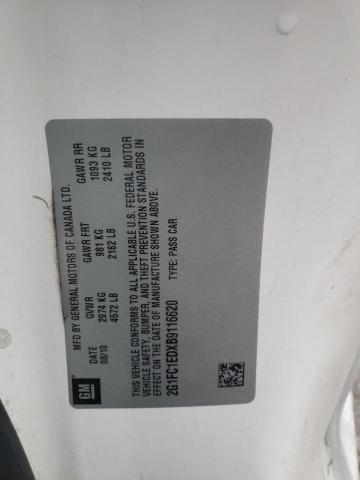 GM
MFD BY GENERAL MOTORS OF CANADA LTD.
DATE GVWR GAWR FRT GAWR RR
08/10 2074 KG 981 KG 1093 KG
4572 LB 2162 LB 2410 LB
THIS VEHICLE CONFORMS TO ALL APPLICABLE U.S. FEDERAL MOTOR
VEHICLE SAFETY, BUMPER, AND THEFT PREVENTION STANDARDS IN
EFFECT ON THE DATE OF MANUFACTURE SHOWN ABOVE.
2G1FC1EDXB9116620 TYPE: PASS CAR